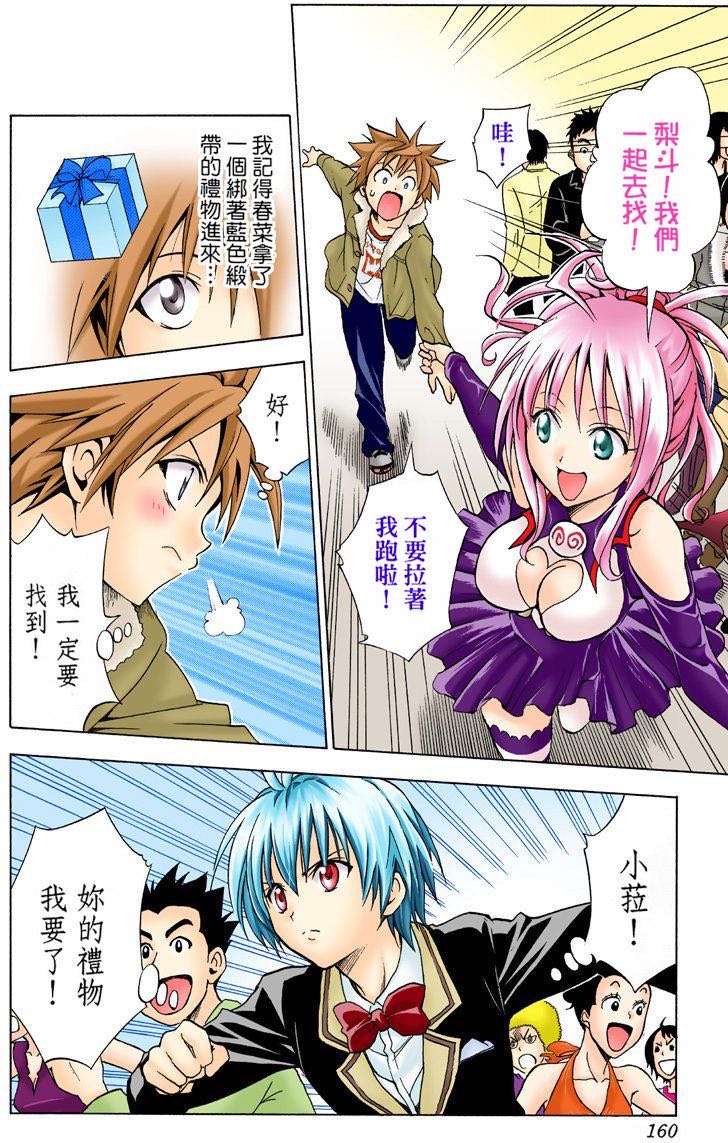 梨斗！我們
一起去找！
哇！
不要拉著
我跑啦！
我記得春菜拿了
一個綁著藍色緞
帶的禮物進來…
好！
我一定要
找到！
小菈！
妳的禮物
我要了！
160